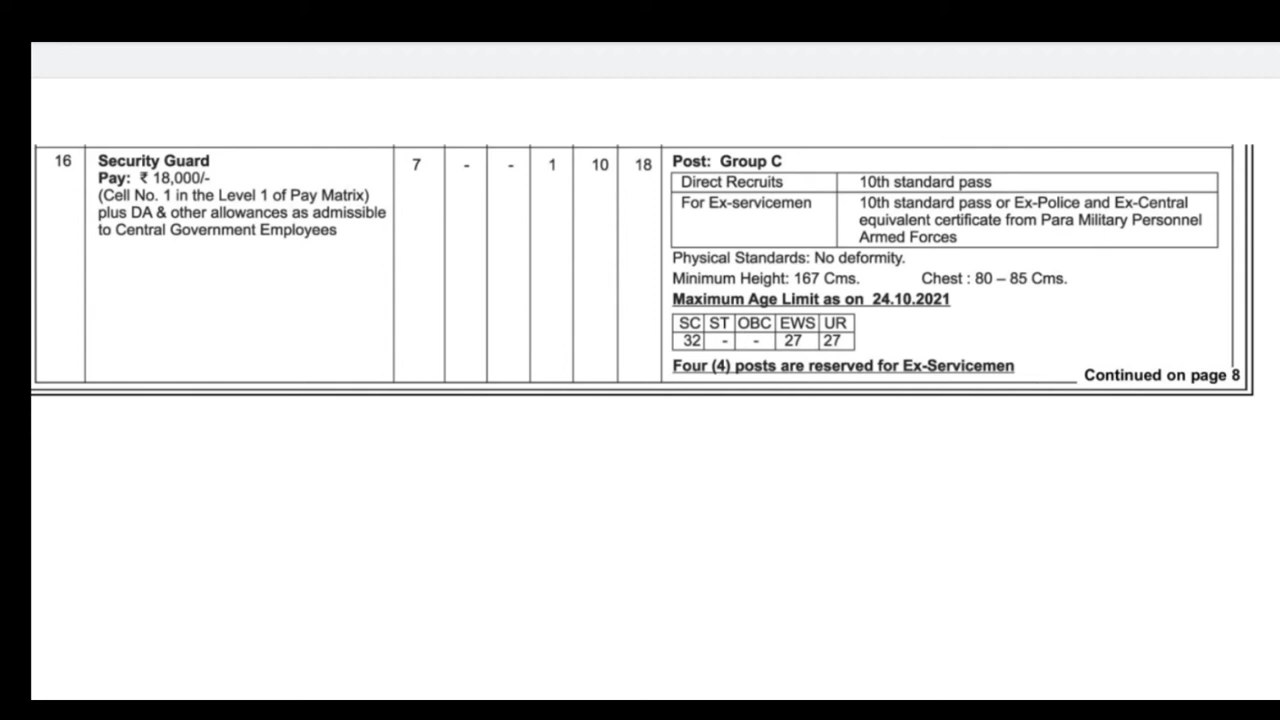 16 Security Guard 7 - - 1 10 18 Post: Group C
Pay: ₹ 18,000/-
(Cell No. 1 in the Level 1 of Pay Matrix)
plus DA & other allowances as admissible
to Central Government Employees
Direct Recruits 10th standard pass
For Ex-servicemen 10th standard pass or Ex-Police and Ex-Central
equivalent certificate from Para Military Personnel
Armed Forces
Physical Standards: No deformity.
Minimum Height: 167 Cms. Chest : 80 – 85 Cms.
Maximum Age Limit as on 24.10.2021
SC ST OBC EWS UR
32 - - 27 27
Four (4) posts are reserved for Ex-Servicemen
Continued on page 8